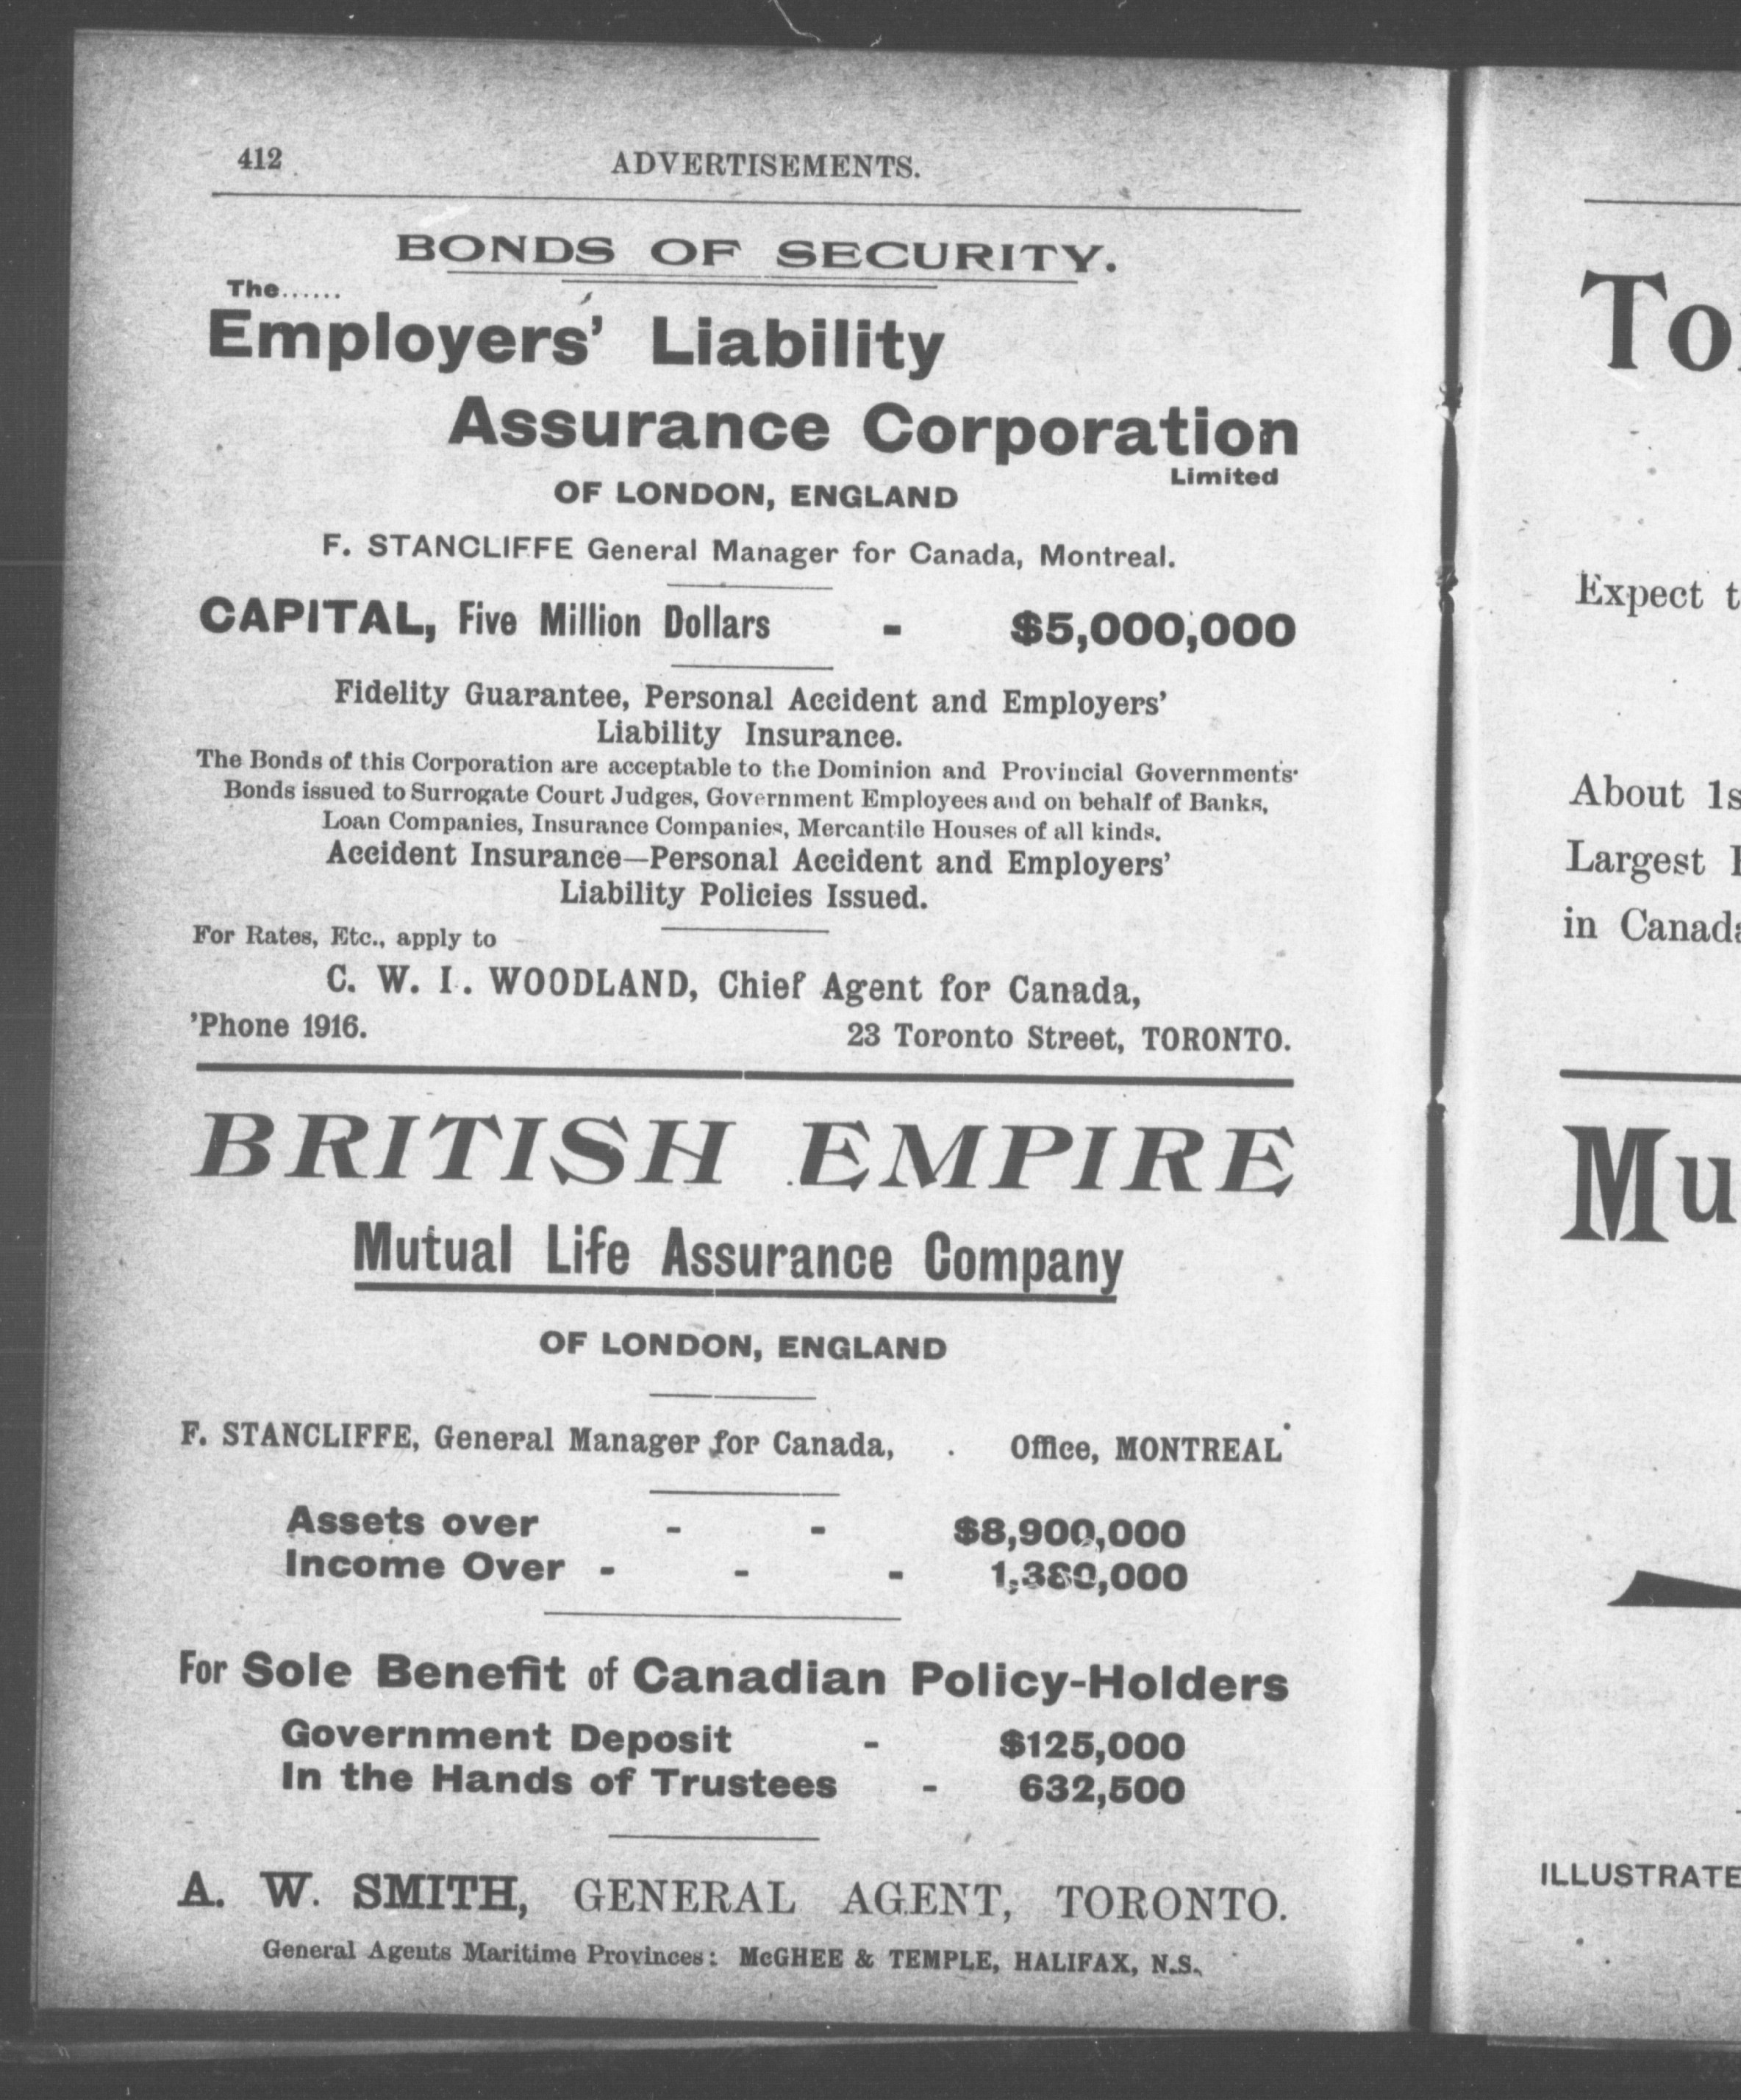 412 ADVERTISEMENTS.
BONDS OF SECURITY.
The......
Employers' Liability
Assurance Corporation
Limited
OF LONDON, ENGLAND
F. STANCLIFFE General Manager for Canada, Montreal.
CAPITAL, Five Million Dollars - $5,000,000
Fidelity Guarantee, Personal Accident and Employers'
Liability Insurance.
The Bonds of this Corporation are acceptable to the Dominion and Provincial Governments.
Bonds issued to Surrogate Court Judges, Government Employees and on behalf of Banks,
Loan Companies, Insurance Companies, Mercantile Houses of all kinds.
Accident Insurance—Personal Accident and Employers'
Liability Policies Issued.
For Rates, Etc., apply to
C. W. I. WOODLAND, Chief Agent for Canada,
'Phone 1916. 23 Toronto Street, TORONTO.
BRITISH EMPIRE
Mutual Life Assurance Company
OF LONDON, ENGLAND
F. STANCLIFFE, General Manager for Canada, . Office, MONTREAL
Assets over - - $8,900,000
Income Over - - - 1,380,000
For Sole Benefit of Canadian Policy-Holders
Government Deposit - $125,000
In the Hands of Trustees - 632,500
A. W. SMITH, GENERAL AGENT, TORONTO.
General Agents Maritime Provinces: McGHEE & TEMPLE, HALIFAX, N.S.
To
Expect t
About 1s
Largest
in Canada
Mu
ILLUSTRATE